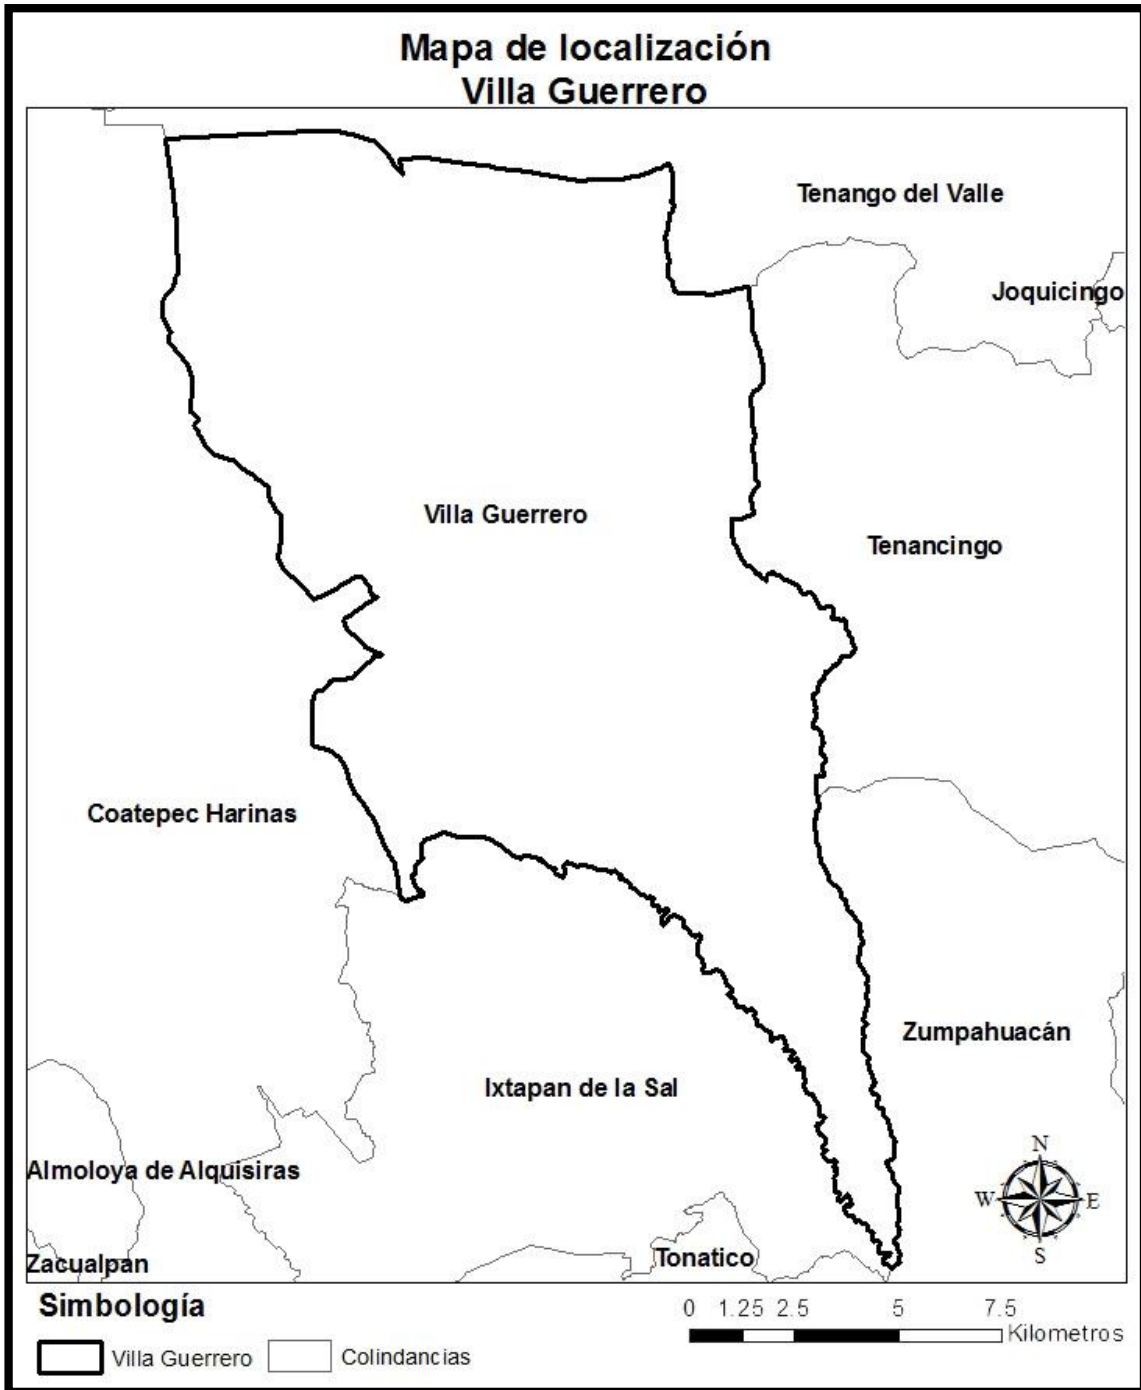 Mapa de localización
Villa Guerrero
Tenango del Valle
Joquicingo
Villa Guerrero
Tenancingo
Coatepec Harinas
Zumpahuacán
Ixtapan de la Sal
Almoloya de Alquisiras
Zacualpan
Tonatico
N
W E
S
Simbología
Villa Guerrero
Colindancias
0 1.25 2.5 5 7.5
Kilometros